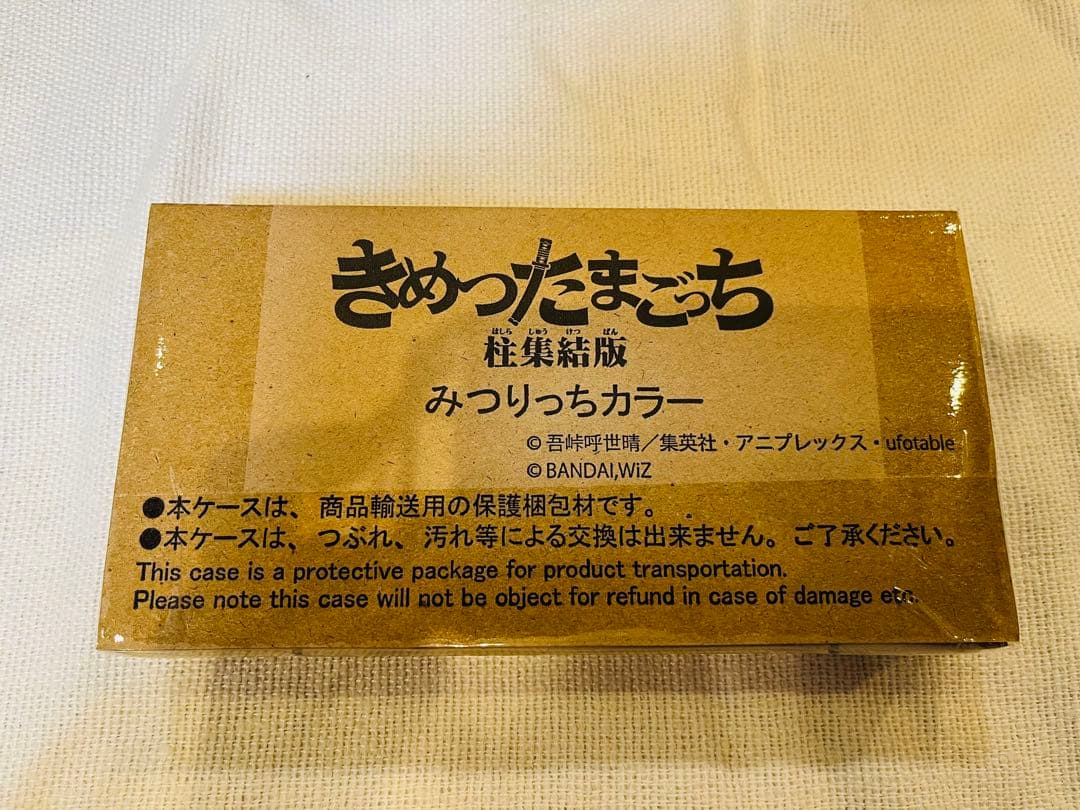 きめつたまごっち
はしら しゅう けつ ばん
柱集結版
みつりっちカラー
© 吾峠呼世晴／集英社・アニプレックス・ufotable
© BANDAI,WiZ
●本ケースは、商品輸送用の保護梱包材です。
●本ケースは、つぶれ、汚れ等による交換は出来ません。ご了承ください。
This case is a protective package for product transportation.
Please note this case will not be object for refund in case of damage etc.